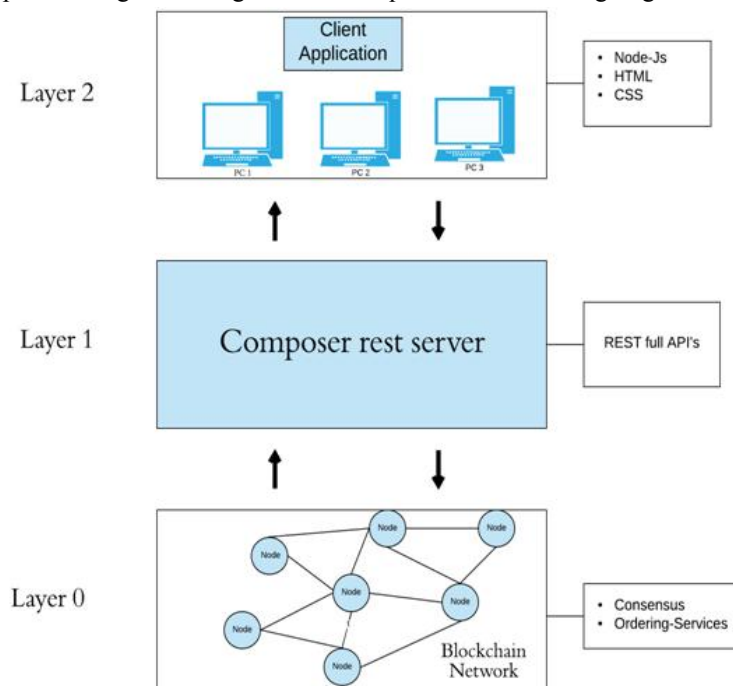 Client
Application
Layer 2
PC 1
PC 2
PC 3
• Node-Js
• HTML
• CSS
Layer 1
Composer rest server
REST full API's
Layer 0
Node
Node
Node
Node
Node
Node
Node
Blockchain
Network
• Consensus
• Ordering-Services